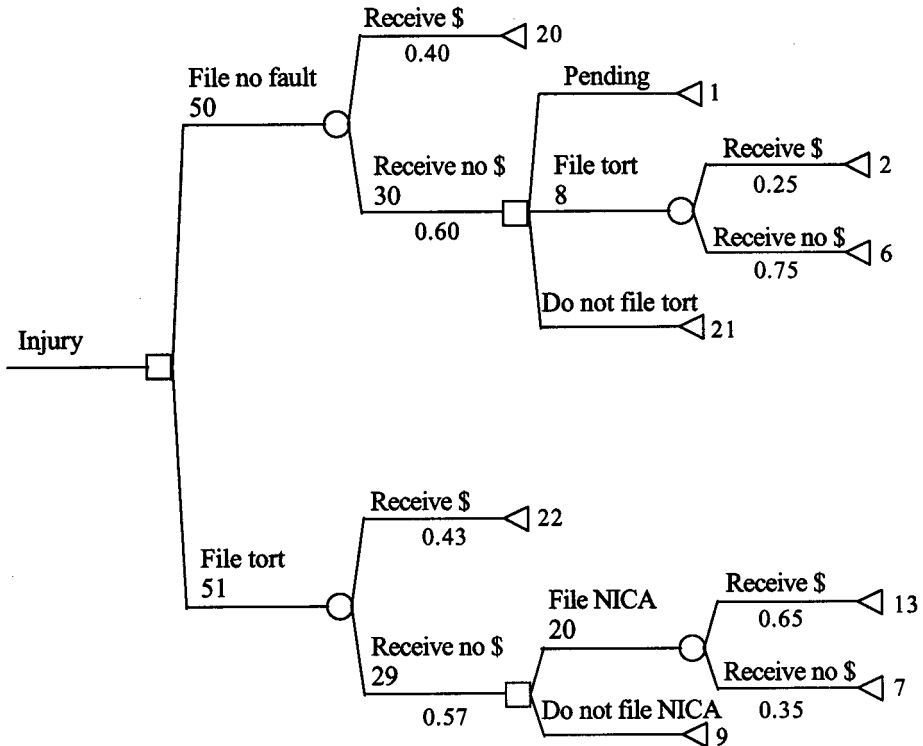 Receive $
0.40
20
File no fault
50
Pending
1
Receive no $
30
0.60
File tort
8
Receive $
0.25
2
Receive no $
0.75
6
Do not file tort
21
Injury
Receive $
0.43
22
File tort
51
File NICA
20
Receive $
0.65
13
Receive no $
29
0.57
Receive no $
0.35
7
Do not file NICA
9